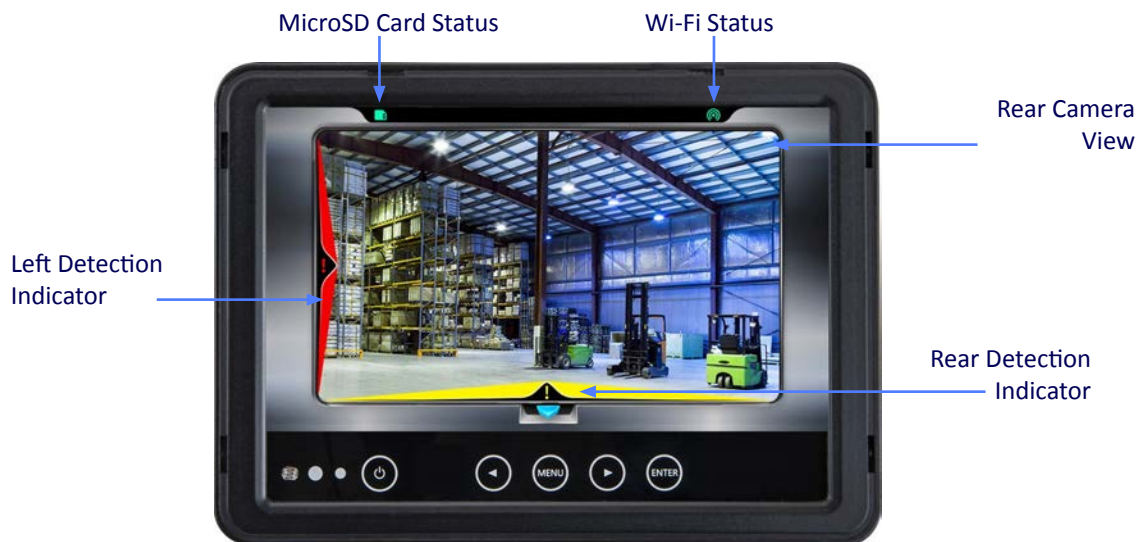 MicroSD Card Status
Wi-Fi Status
Rear Camera
View
Left Detection
Indicator
!
Rear Detection
Indicator
MENU
ENTER